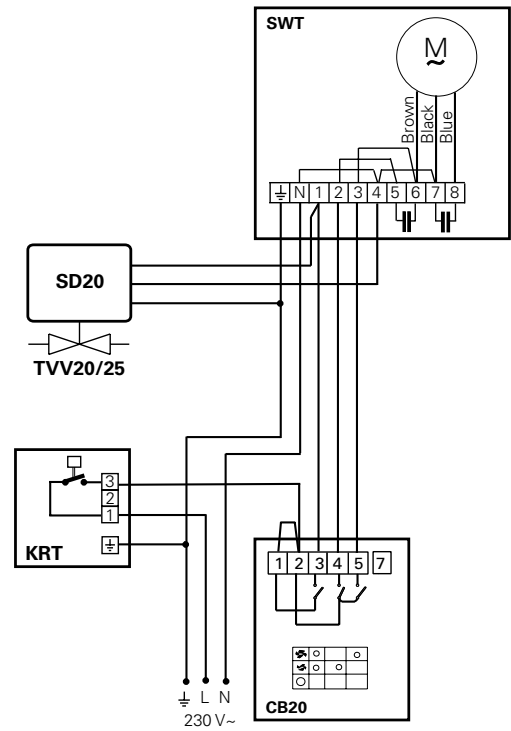 SWT
M
~
Brown
Black
Blue
N 1 2 3 4 5 6 7 8
SD20
TVV20/25
3
2
1
KRT
1 2 3 4 5 7
L N
230 V~
CB20